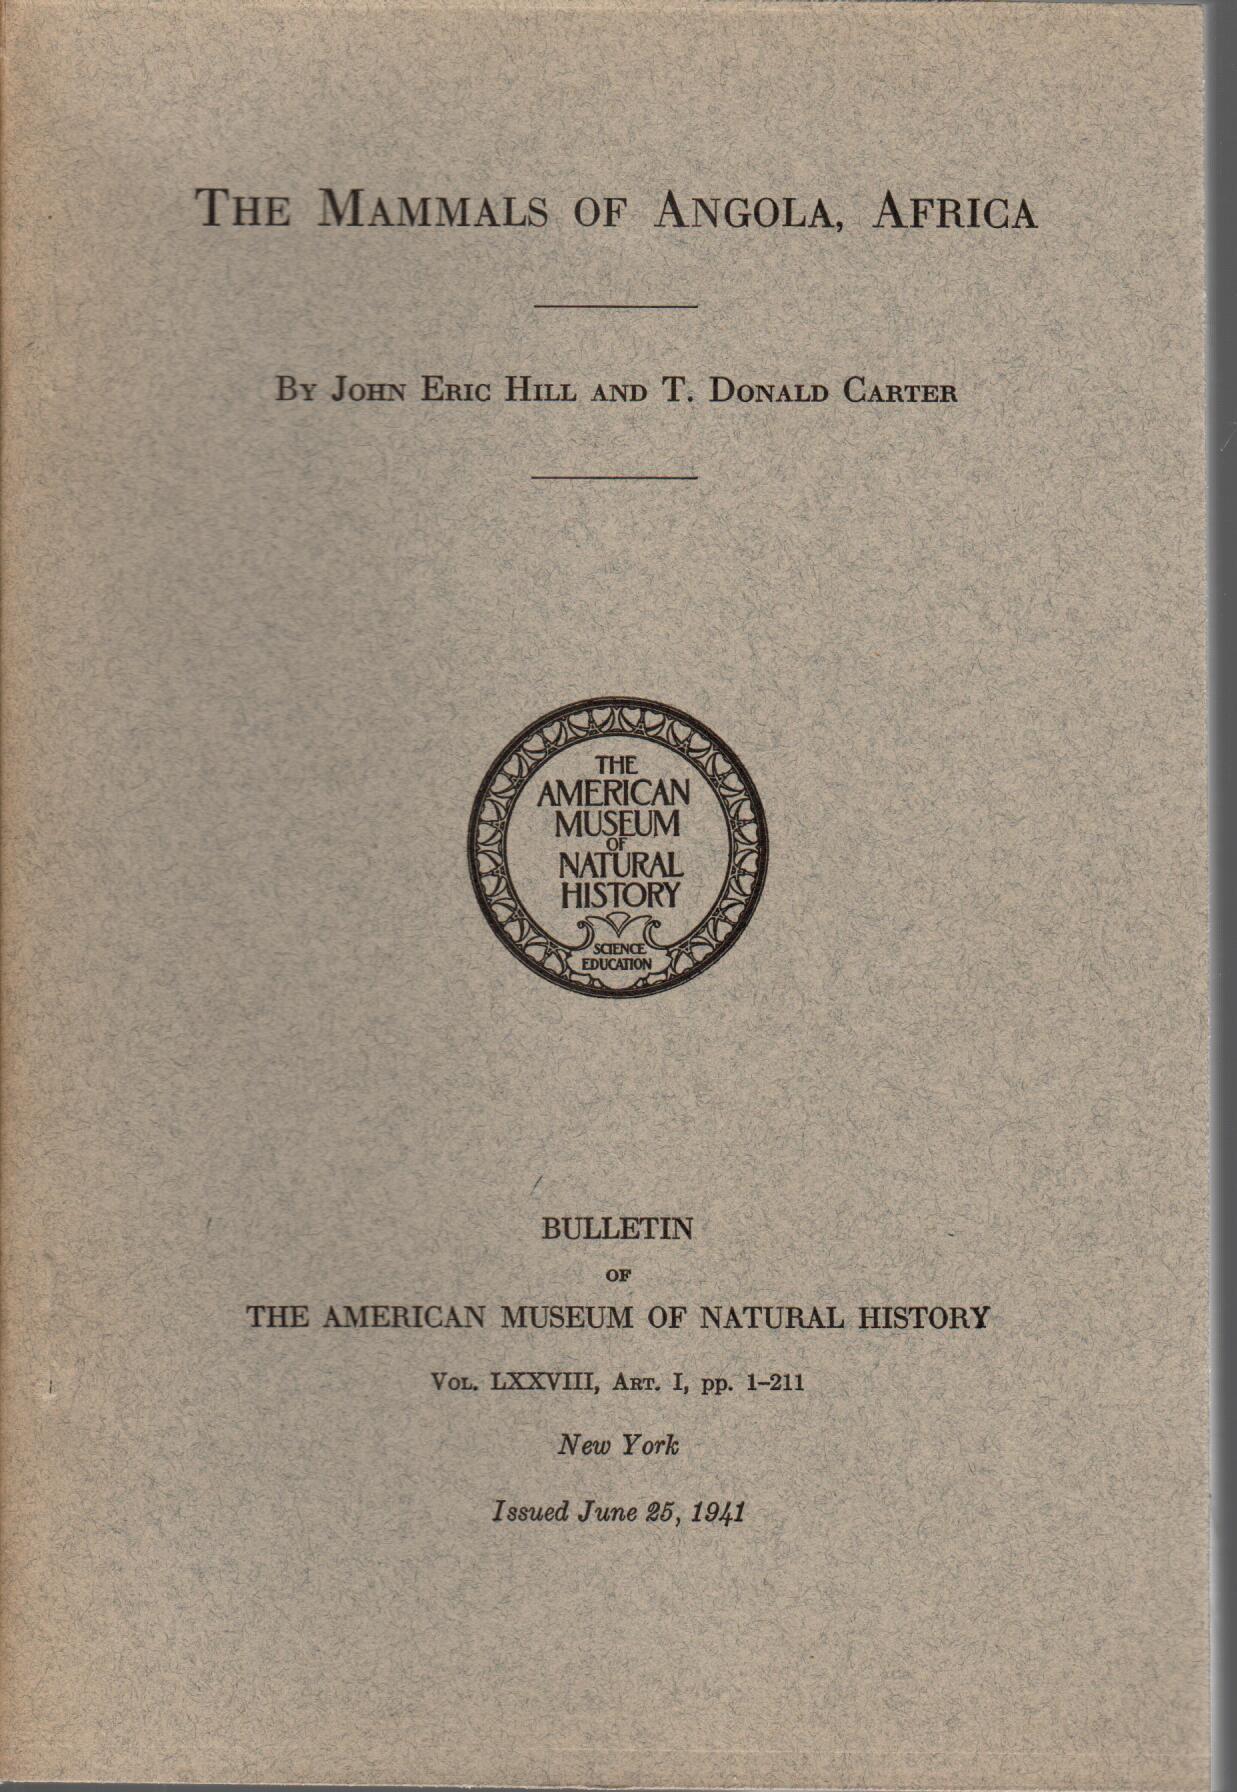 THE MAMMALS OF ANGOLA, AFRICA
BY JOHN ERIC HILL AND T. DONALD CARTER
THE
AMERICAN
MUSEUM
OF
NATURAL
HISTORY
SCIENCE
EDUCATION
BULLETIN
OF
THE AMERICAN MUSEUM OF NATURAL HISTORY
VOL. LXXVIII, ART. I, pp. 1–211
New York
Issued June 25, 1941